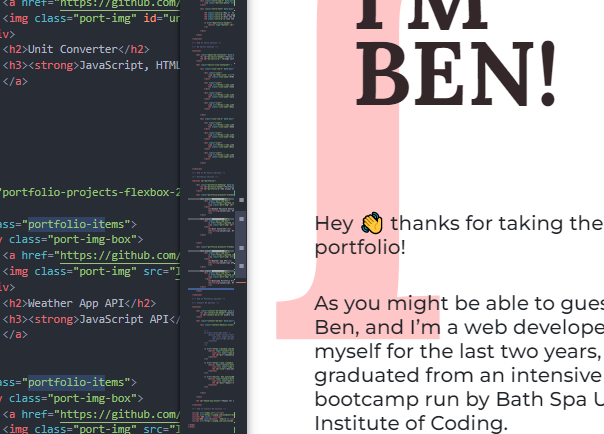 <a href="https://github.com/
<img class="port-img" id="un
iv>
<h2>Unit Converter</h2>
<h3><strong>JavaScript, HTML
</a>
"portfolio-projects-flexbox-2
ass="portfolio-items">
class="port-img-box">
<a href="https://github.com/
<img class="port-img" src="I
iv>
<h2>Weather App API</h2>
<h3><strong>JavaScript API</
</a>
ass="portfolio-items">
class="port-img-box">
<a href="https://github.com/
<img class="port-img" src="I
I'M
BEN!
Hey 👋 thanks for taking the
portfolio!
As you might be able to gues
Ben, and I'm a web develope
myself for the last two years,
graduated from an intensive
bootcamp run by Bath Spa U
Institute of Coding.